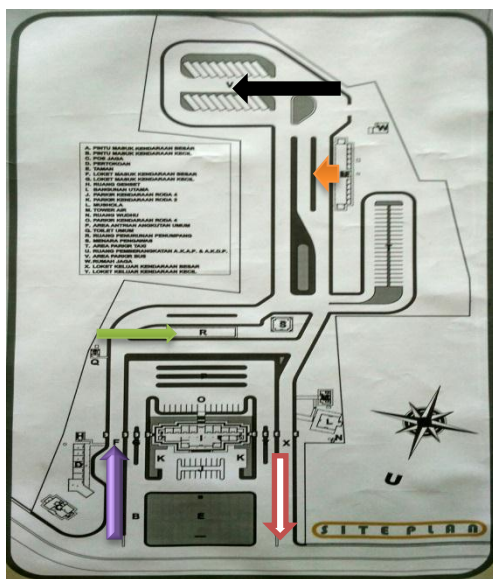 V
W
A. PINTU MASUK KENDARAAN BESAR
B. PINTU MASUK KENDARAAN KECIL
C. POS JAGA
D. PERTOKOAN
E. TAMAN
F. LOKET MASUK KENDARAAN BESAR
G. LOKET MASUK KENDARAAN KECIL
H. RUANG GENSET
I. BANGUNAN UTAMA
J. PARKIR KENDARAAN RODA 4
K. PARKIR KENDARAAN RODA 2
L. MUSHOLA
M. TOWER AIR
N. RUANG WUDHU
O. PARKIR KENDARAAN RODA 4
P. AREA ANTRIAN ANGKUTAN UMUM
Q. TOILET UMUM
R. RUANG PENURUNAN PENUMPANG
S. MENARA PENGAWAS
T. AREA PARKIR TAXI
U. RUANG PEMBERANGKATAN A.K.A.P. & A.K.D.P.
V. AREA PARKIR BUS
W. RUMAH JAGA
X. LOKET KELUAR KENDARAAN BESAR
Y. LOKET KELUAR KENDARAAN KECIL
T
R
S
Q
P
O
M
L
N
H
F
I
X
D
K
K
J
B
E
U
SITE PLAN